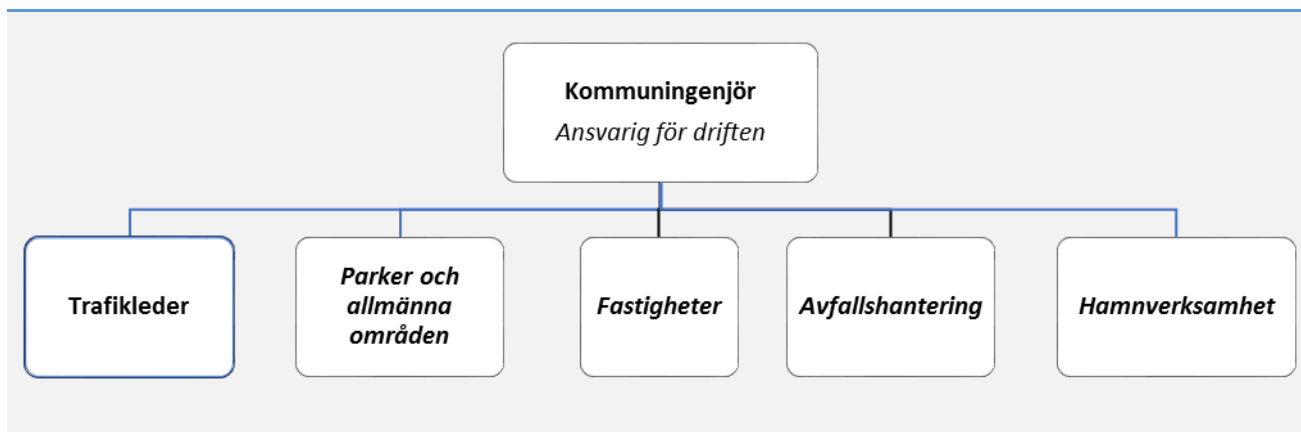 Kommuningenjör
Ansvarig för driften
Trafikleder
Parker och
allmänna
områden
Fastigheter
Avfallshantering
Hamnverksamhet